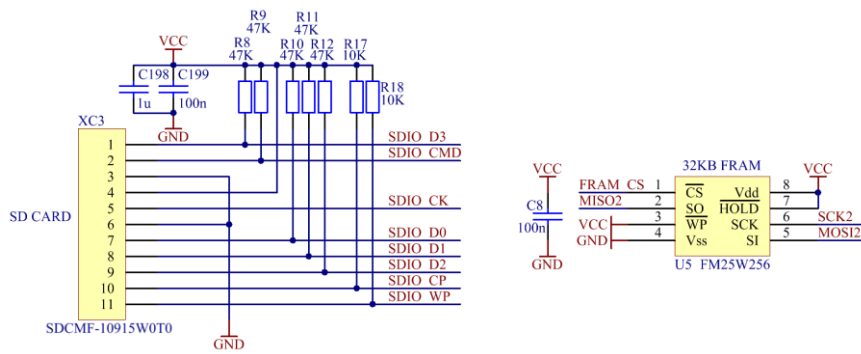 R9 R11
47K 47K
VCC R8 R10 R12 R17
47K 47K 47K 10K
C198 C199
1u 100n
R18
10K
GND
XC3
SD CARD
1 SDIO_D3
2 SDIO_CMD
3
4
5 SDIO_CK
6
7 SDIO_D0
8 SDIO_D1
9 SDIO_D2
10 SDIO_CP
11 SDIO_WP
SDCMF-10915W0T0
GND
VCC
C8
100n
GND
32KB FRAM
VCC
FRAM_CS 1 CS Vdd 8
MISO2 2 SO HOLD 7
VCC 3 WP SCK 6 SCK2
GND 4 Vss SI 5 MOSI2
U5 FM25W256